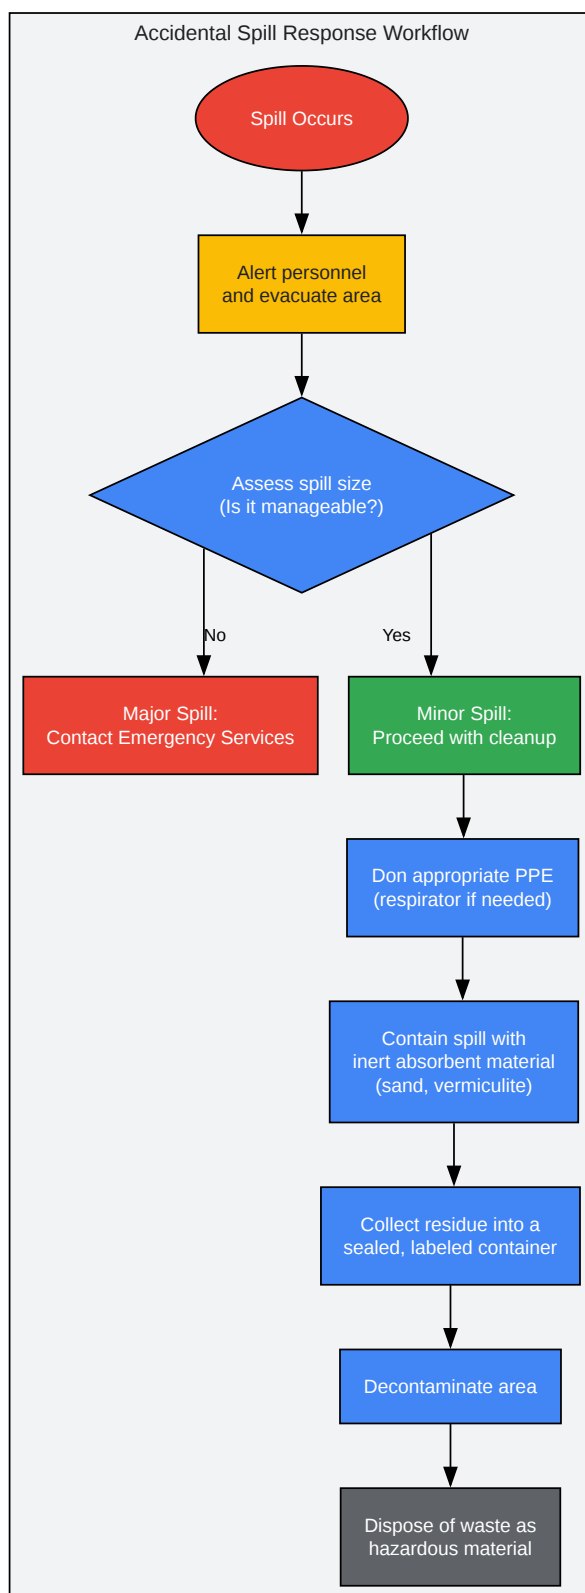 Accidental Spill Response Workflow
Spill Occurs
Alert personnel
and evacuate area
Assess spill size
(Is it manageable?)
No
Yes
Major Spill:
Contact Emergency Services
Minor Spill:
Proceed with cleanup
Don appropriate PPE
(respirator if needed)
Contain spill with
inert absorbent material
(sand, vermiculite)
Collect residue into a
sealed, labeled container
Decontaminate area
Dispose of waste as
hazardous material